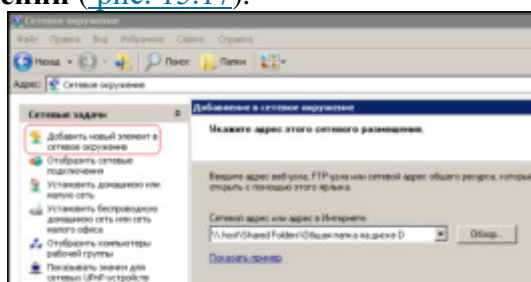 ении ( рис. 15.17).
Сетевое окружение
Файл Правка Вид Избранное Сервис Справка
Назад Поиск Папки
Адрес: Сетевое окружение
Сетевые задачи
Добавить новый элемент в
сетевое окружение
Отобразить сетевые
подключения
Установить домашнюю или
малую сеть
Установить беспроводную
домашнюю сеть или сеть
малого офиса
Отобразить компьютеры
рабочей группы
Показывать значки для
сетевых UPnP-устройств
Добавление в сетевое окружение
Укажите адрес этого сетевого размещения.
Введите адрес веб-узла, FTP-узла или сетевой адрес общего ресурса, который
открыть с помощью этого ярлыка.
Сетевой адрес или адрес в Интернете:
\\.host\Shared Folders\Общая папка на диске D
Обзор...
Показать пример